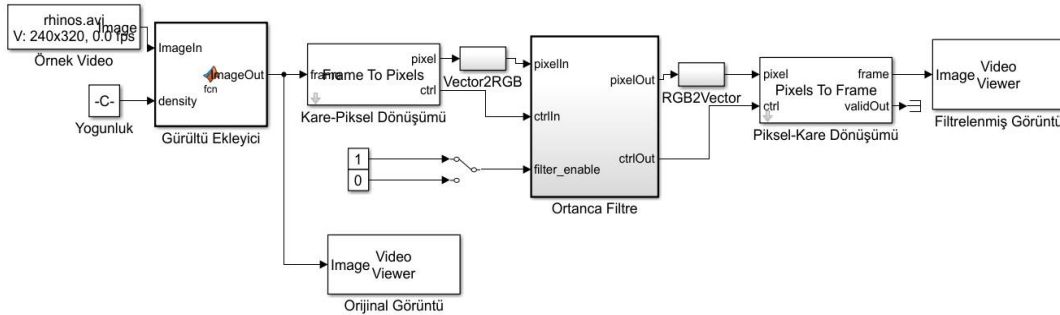 rhinos.avi
V: 240x320, 0.0 fps
Image
Örnek Video
-C-
Yogunluk
ImageIn
density
fcn
ImageOut
Gürültü Ekleyici
frame
Frame To Pixels
pixel
ctrl
Kare-Piksel Dönüşümü
Vector2RGB
1
0
pixelIn
ctrlIn
filter_enable
pixelOut
ctrlOut
Ortanca Filtre
RGB2Vector
pixel
ctrl
Pixels To Frame
frame
validOut
Piksel-Kare Dönüşümü
Image
Video
Viewer
Filtrelenmiş Görüntü
Image
Video
Viewer
Orijinal Görüntü